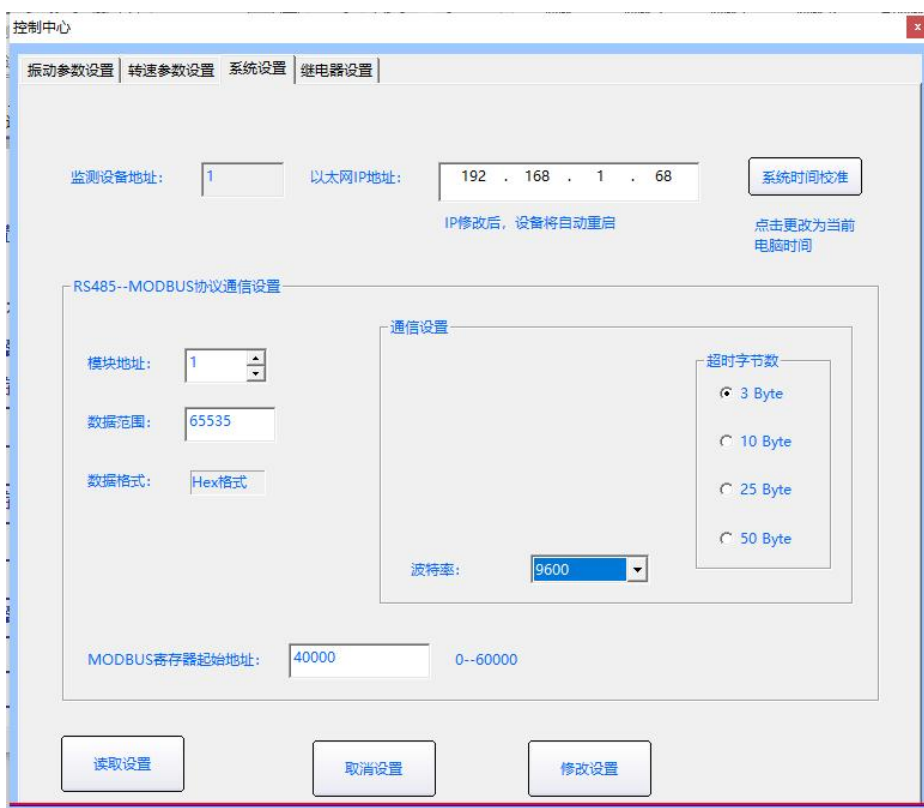 控制中心
x
振动参数设置 转速参数设置 系统设置 继电器设置
监测设备地址： 1 以太网IP地址： 192 . 168 . 1 . 68 系统时间校准
IP修改后，设备将自动重启 点击更改为当前
电脑时间
RS485--MODBUS协议通信设置
通信设置
模块地址： 1 超时字节数
3 Byte
数据范围： 65535
10 Byte
数据格式： Hex格式 25 Byte
50 Byte
波特率： 9600
MODBUS寄存器起始地址： 40000 0--60000
读取设置 取消设置 修改设置